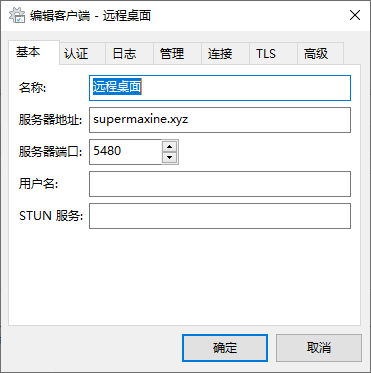 编辑客户端 - 远程桌面
基本 认证 日志 管理 连接 TLS 高级
名称: 远程桌面
服务器地址: supermaxine.xyz
服务器端口: 5480
用户名:
STUN 服务:
确定 取消